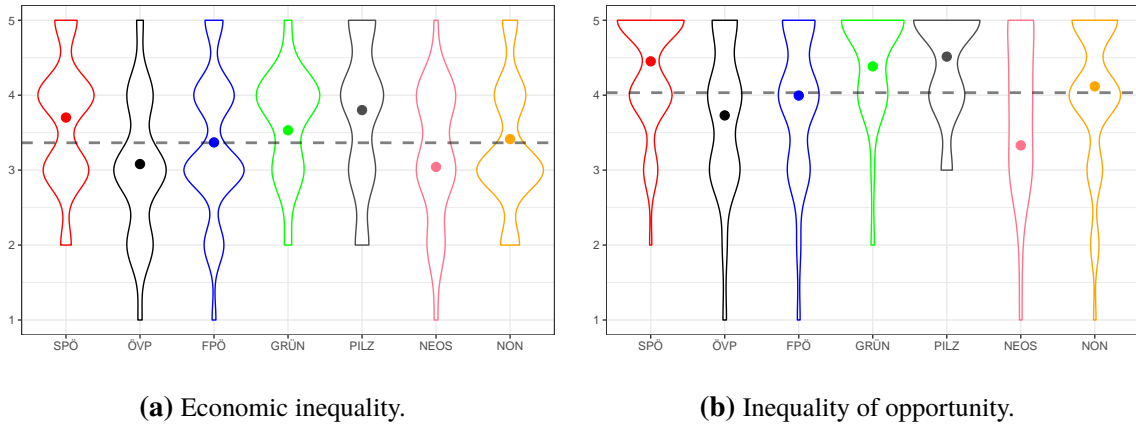 5
4
3
2
1
SPÖ ÖVP FPÖ GRÜN PILZ NEOS NON
(a) Economic inequality.
5
4
3
2
1
SPÖ ÖVP FPÖ GRÜN PILZ NEOS NON
(b) Inequality of opportunity.